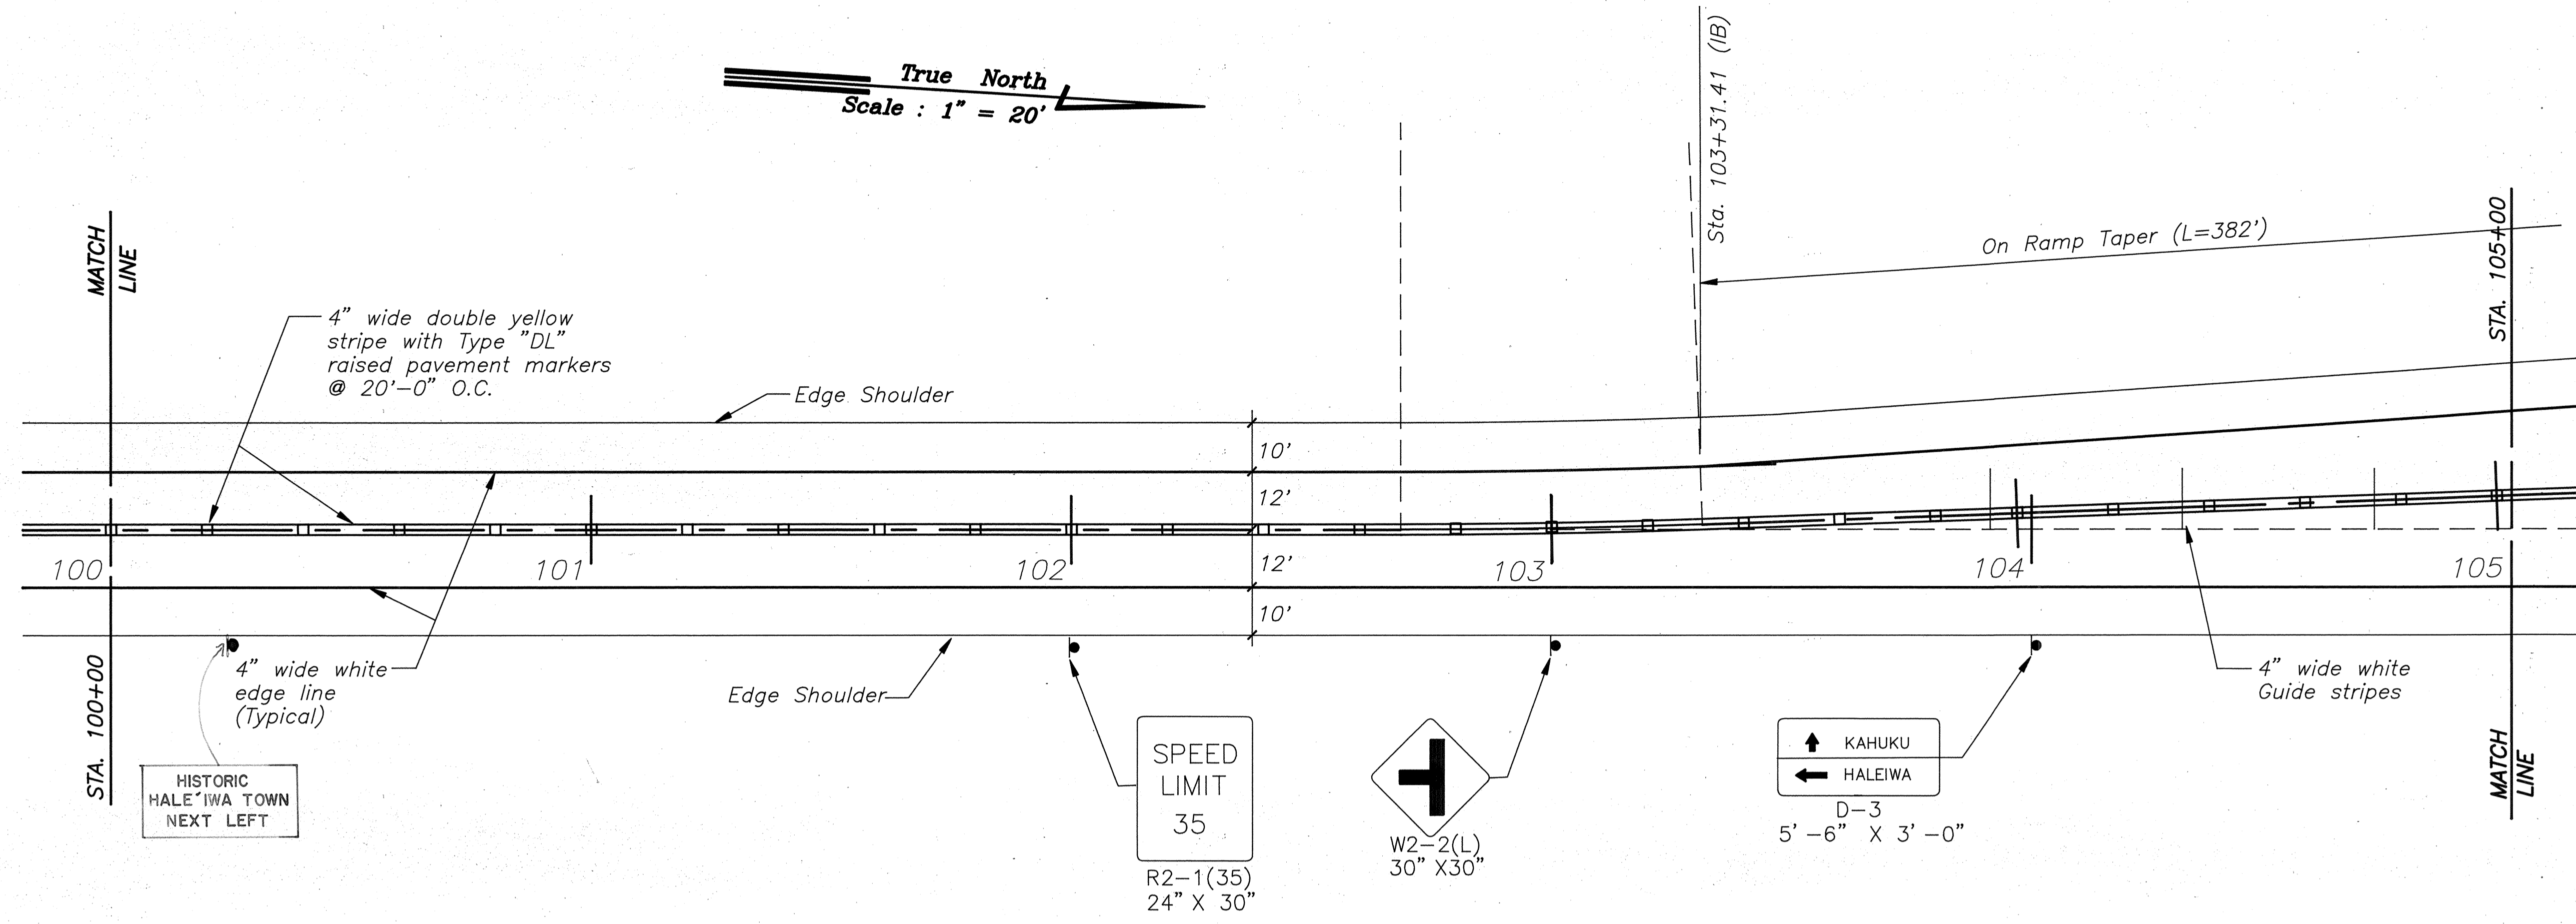 True North
Scale : 1" = 20'
Sta. 103+31.41 (IB)
On Ramp Taper (L=382')
MATCH
LINE
STA. 105+00
4" wide double yellow
stripe with Type "DL"
raised pavement markers
@ 20'-0" O.C.
Edge Shoulder
10'
12'
12'
10'
100
101
102
103
104
105
STA. 100+00
4" wide white
edge line
(Typical)
Edge Shoulder
4" wide white
Guide stripes
HISTORIC
HALE'IWA TOWN
NEXT LEFT
SPEED
LIMIT
35
R2-1(35)
24" X 30"
W2-2(L)
30" X30"
KAHUKU
HALEIWA
D-3
5'-6" X 3'-0"
MATCH
LINE